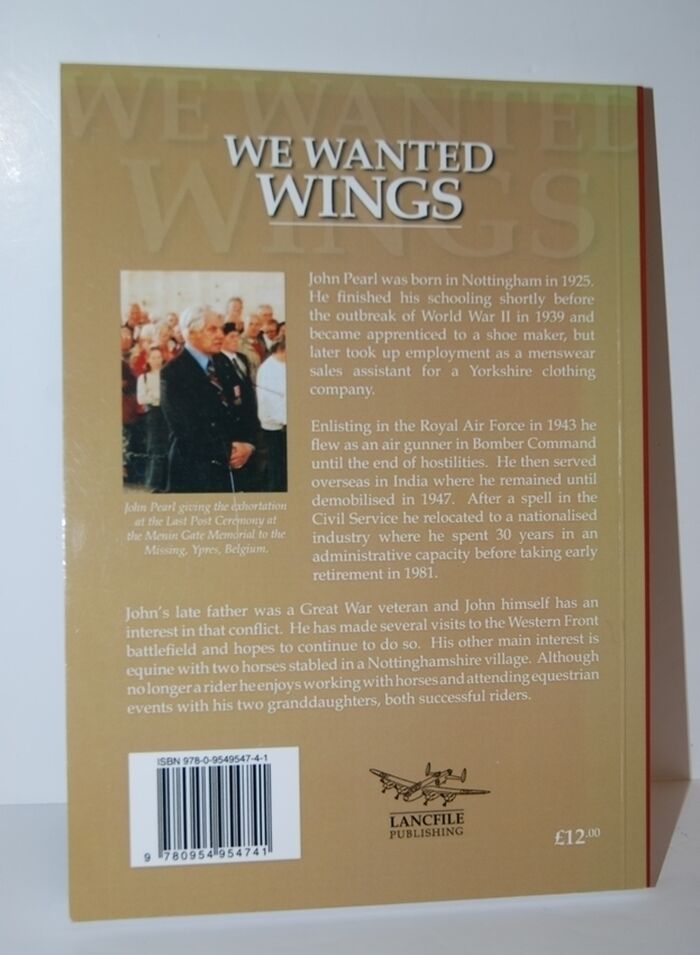 WE WANTED
WINGS
WE WANTED
WINGS
John Pearl was born in Nottingham in 1925.
He finished his schooling shortly before
the outbreak of World War II in 1939 and
became apprenticed to a shoe maker, but
later took up employment as a menswear
sales assistant for a Yorkshire clothing
company.
Enlisting in the Royal Air Force in 1943 he
flew as an air gunner in Bomber Command
until the end of hostilities. He then served
overseas in India where he remained until
demobilised in 1947. After a spell in the
Civil Service he relocated to a nationalised
industry where he spent 30 years in an
administrative capacity before taking early
retirement in 1981.
John Pearl giving the exhortation
at the Last Post Ceremony at
the Menin Gate Memorial to the
Missing, Ypres, Belgium.
John's late father was a Great War veteran and John himself has an
interest in that conflict. He has made several visits to the Western Front
battlefield and hopes to continue to do so. His other main interest is
equine with two horses stabled in a Nottinghamshire village. Although
no longer a rider he enjoys working with horses and attending equestrian
events with his two granddaughters, both successful riders.
ISBN 978-0-9549547-4-1
9 780954 954741
LANCFILE
PUBLISHING
£12.00